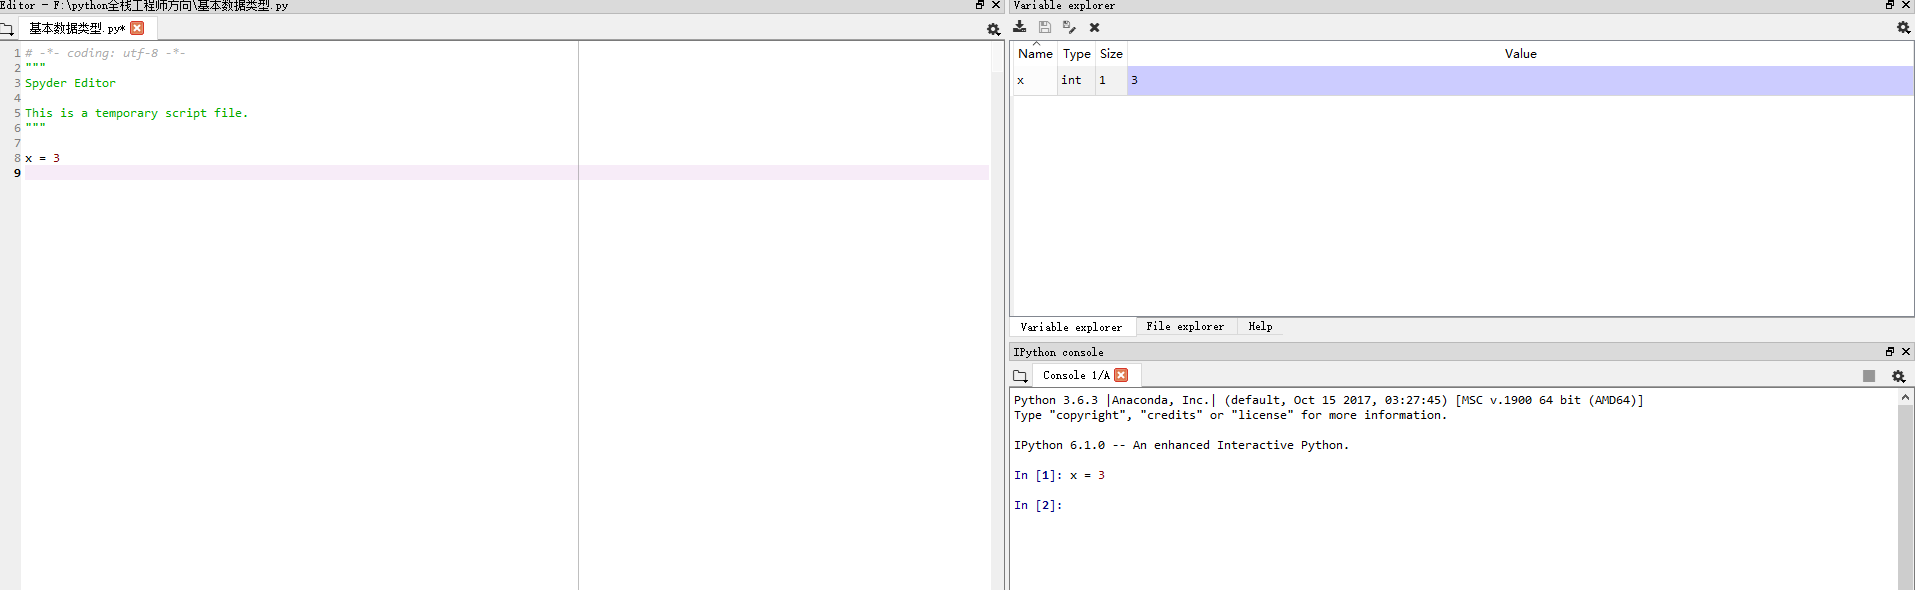 Editor - F:\python全栈工程师方向\基本数据类型.py
基本数据类型.py*
1 # -*- coding: utf-8 -*-
2 """
3 Spyder Editor
4
5 This is a temporary script file.
6 """
7
8 x = 3
9
Variable explorer
Name Type Size Value
x int 1 3
Variable explorer File explorer Help
IPython console
Console 1/A
Python 3.6.3 |Anaconda, Inc.| (default, Oct 15 2017, 03:27:45) [MSC v.1900 64 bit (AMD64)]
Type "copyright", "credits" or "license" for more information.
IPython 6.1.0 -- An enhanced Interactive Python.
In [1]: x = 3
In [2]: